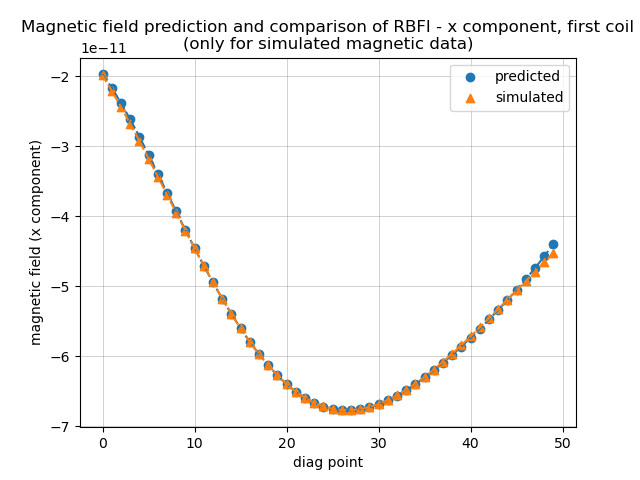 Magnetic field prediction and comparison of RBFI - x component, first coil
(only for simulated magnetic data)
1e−11
predicted
simulated
−2
−3
−4
−5
−6
−7
magnetic field (x component)
0
10
20
30
40
50
diag point